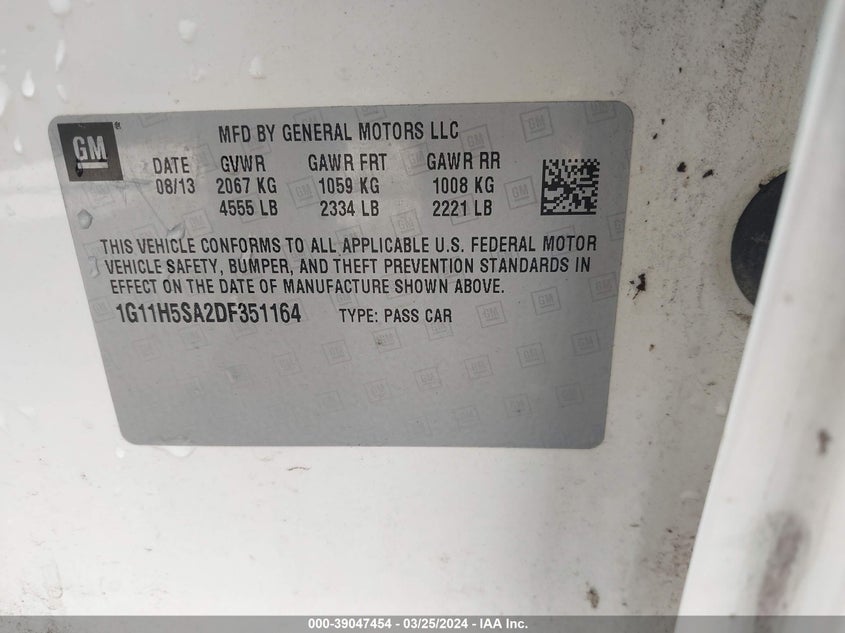 GM®
MFD BY GENERAL MOTORS LLC
DATE GVWR GAWR FRT GAWR RR
08/13 2067 KG 1059 KG 1008 KG
4555 LB 2334 LB 2221 LB
THIS VEHICLE CONFORMS TO ALL APPLICABLE U.S. FEDERAL MOTOR
VEHICLE SAFETY, BUMPER, AND THEFT PREVENTION STANDARDS IN
EFFECT ON THE DATE OF MANUFACTURE SHOWN ABOVE.
1G11H5SA2DF351164 TYPE: PASS CAR
000-39047454 - 03/25/2024 - IAA Inc.